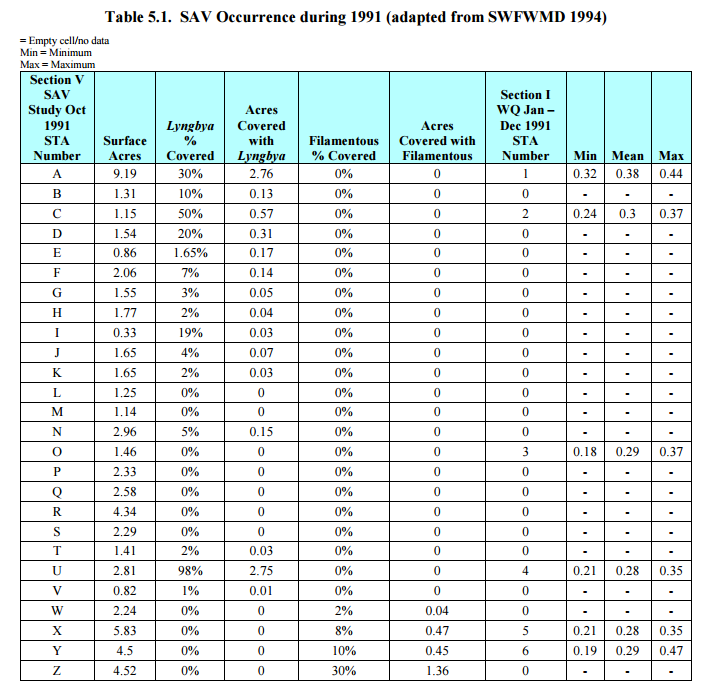 Table 5.1. SAV Occurrence during 1991 (adapted from SWFWMD 1994)
= Empty cell/no data
Min = Minimum
Max = Maximum
Section V SAV Study Oct 1991 STA Number Surface Acres Lyngbya % Covered Acres Covered with Lyngbya Filamentous % Covered Acres Covered with Filamentous Section I WQ Jan – Dec 1991 STA Number Min Mean Max
A 9.19 30% 2.76 0% 0 1 0.32 0.38 0.44
B 1.31 10% 0.13 0% 0 0 - - -
C 1.15 50% 0.57 0% 0 2 0.24 0.3 0.37
D 1.54 20% 0.31 0% 0 0 - - -
E 0.86 1.65% 0.17 0% 0 0 - - -
F 2.06 7% 0.14 0% 0 0 - - -
G 1.55 3% 0.05 0% 0 0 - - -
H 1.77 2% 0.04 0% 0 0 - - -
I 0.33 19% 0.03 0% 0 0 - - -
J 1.65 4% 0.07 0% 0 0 - - -
K 1.65 2% 0.03 0% 0 0 - - -
L 1.25 0% 0 0% 0 0 - - -
M 1.14 0% 0 0% 0 0 - - -
N 2.96 5% 0.15 0% 0 0 - - -
O 1.46 0% 0 0% 0 3 0.18 0.29 0.37
P 2.33 0% 0 0% 0 0 - - -
Q 2.58 0% 0 0% 0 0 - - -
R 4.34 0% 0 0% 0 0 - - -
S 2.29 0% 0 0% 0 0 - - -
T 1.41 2% 0.03 0% 0 0 - - -
U 2.81 98% 2.75 0% 0 4 0.21 0.28 0.35
V 0.82 1% 0.01 0% 0 0 - - -
W 2.24 0% 0 2% 0.04 0 - - -
X 5.83 0% 0 8% 0.47 5 0.21 0.28 0.35
Y 4.5 0% 0 10% 0.45 6 0.19 0.29 0.47
Z 4.52 0% 0 30% 1.36 0 - - -